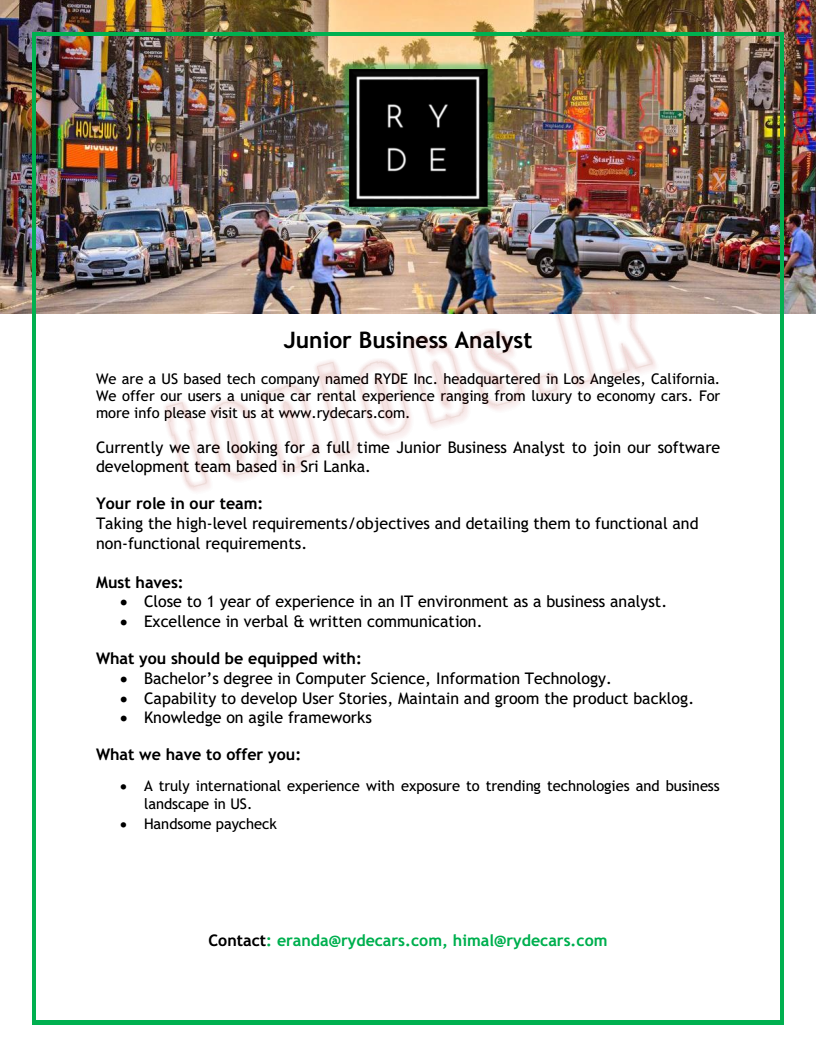 HOLLYWO
R Y
D E
Starline
Junior Business Analyst
We are a US based tech company named RYDE Inc. headquartered in Los Angeles, California.
We offer our users a unique car rental experience ranging from luxury to economy cars. For
more info please visit us at www.rydecars.com.
Currently we are looking for a full time Junior Business Analyst to join our software
development team based in Sri Lanka.
topjobs.lk
Your role in our team:
Taking the high-level requirements/objectives and detailing them to functional and
non-functional requirements.
Must haves:
• Close to 1 year of experience in an IT environment as a business analyst.
• Excellence in verbal & written communication.
What you should be equipped with:
• Bachelor’s degree in Computer Science, Information Technology.
• Capability to develop User Stories, Maintain and groom the product backlog.
• Knowledge on agile frameworks
What we have to offer you:
• A truly international experience with exposure to trending technologies and business
landscape in US.
• Handsome paycheck
Contact: eranda@rydecars.com, himal@rydecars.com